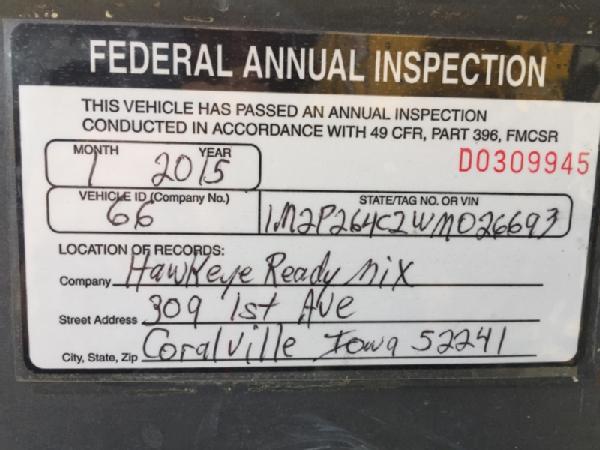 FEDERAL ANNUAL INSPECTION
THIS VEHICLE HAS PASSED AN ANNUAL INSPECTION
CONDUCTED IN ACCORDANCE WITH 49 CFR, PART 396, FMCSR
MONTH YEAR
1 2015 D0309945
VEHICLE ID (Company No.) STATE/TAG NO. OR VIN
66 1M2P264C2WM026693
LOCATION OF RECORDS:
Company Hawkeye Ready Mix
Street Address 309 1st Ave
City, State, Zip Coralville Iowa 52241